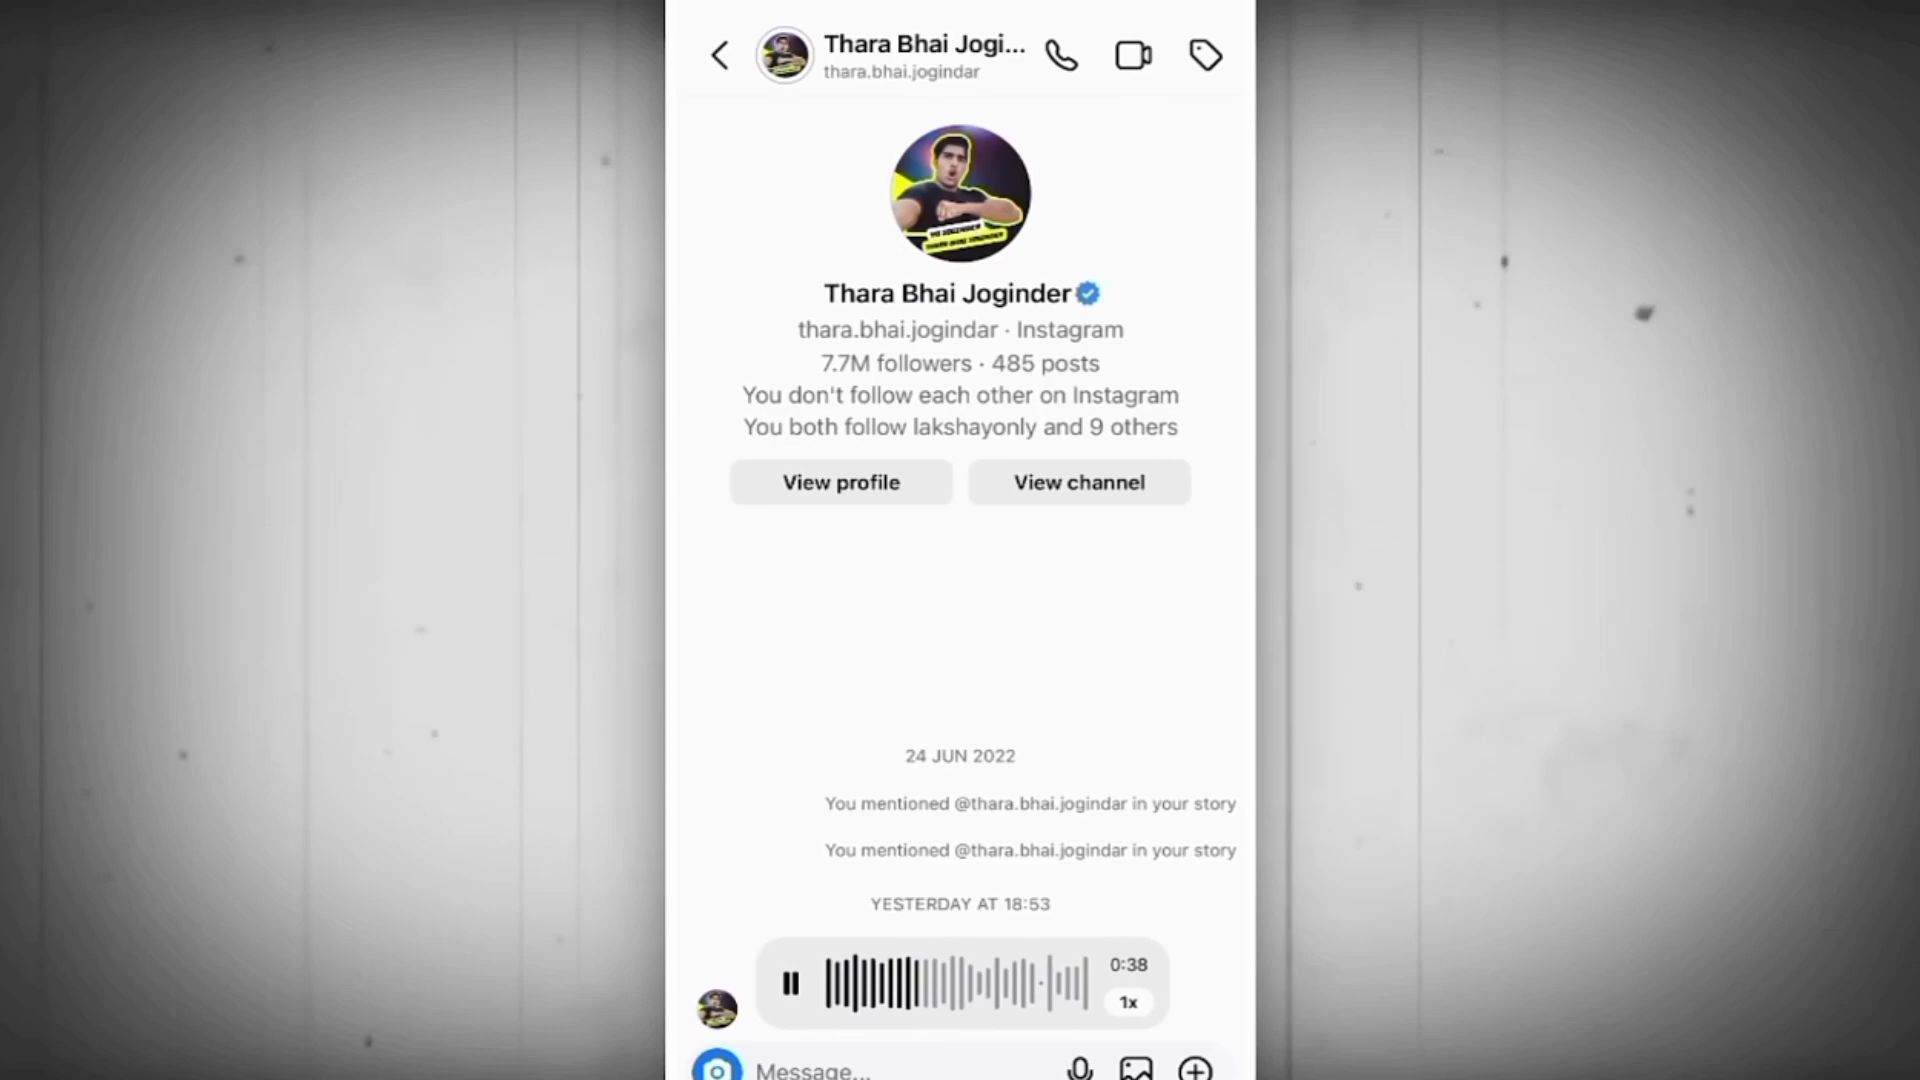 Thara Bhai Jogi...
thara.bhai.jogindar
THARA BHAI JOGINDER
Thara Bhai Joginder
thara.bhai.jogindar · Instagram
7.7M followers · 485 posts
You don't follow each other on Instagram
You both follow lakshayonly and 9 others
View profile
View channel
24 JUN 2022
You mentioned @thara.bhai.jogindar in your story
You mentioned @thara.bhai.jogindar in your story
YESTERDAY AT 18:53
0:38
1x
Message...